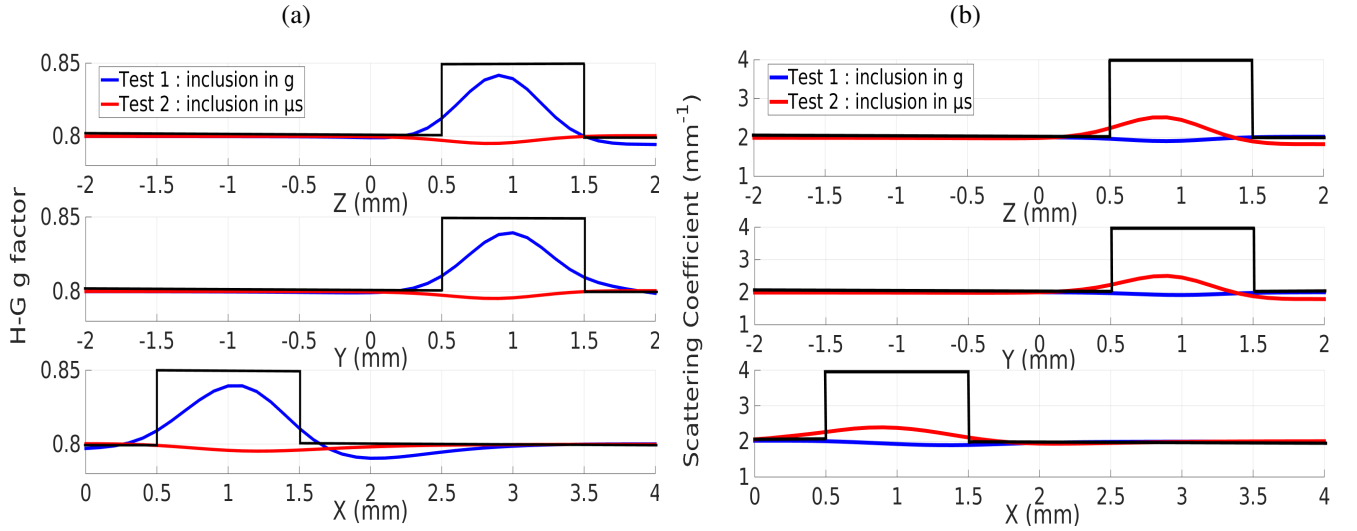 (a)
0.85
Test 1 : inclusion in g
Test 2 : inclusion in μs
0.8
-2 -1.5 -1 -0.5 0 0.5 1 1.5 2
Z (mm)
0.85
0.8
-2 -1.5 -1 -0.5 0 0.5 1 1.5 2
Y (mm)
0.85
0.8
0 0.5 1 1.5 2 2.5 3 3.5 4
X (mm)
H-G g factor
(b)
4
Test 1 : inclusion in g
3
Test 2 : inclusion in μs
2
1
-2 -1.5 -1 -0.5 0 0.5 1 1.5 2
Z (mm)
4
3
2
1
-2 -1.5 -1 -0.5 0 0.5 1 1.5 2
Y (mm)
4
3
2
1
0 0.5 1 1.5 2 2.5 3 3.5 4
X (mm)
Scattering Coefficient (mm⁻¹)